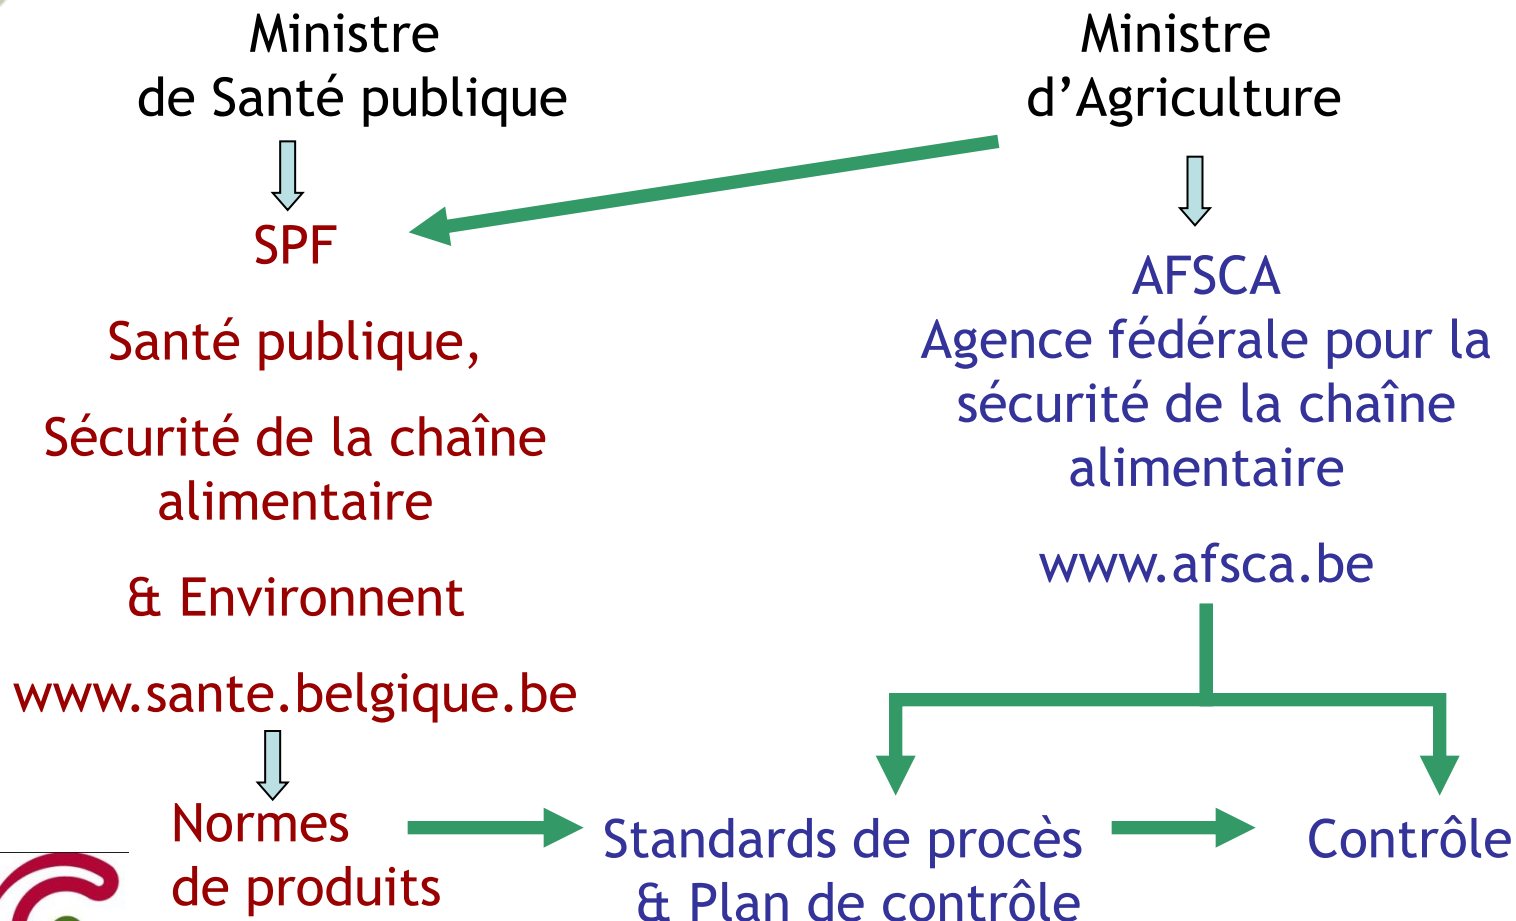 Ministre
de Santé publique
SPF
Santé publique,
Sécurité de la chaîne
alimentaire
& Environnent
www.sante.belgique.be
Normes
de produits
Ministre
d’Agriculture
AFSCA
Agence fédérale pour la
sécurité de la chaîne
alimentaire
www.afsca.be
Standards de procès
& Plan de contrôle
Contrôle